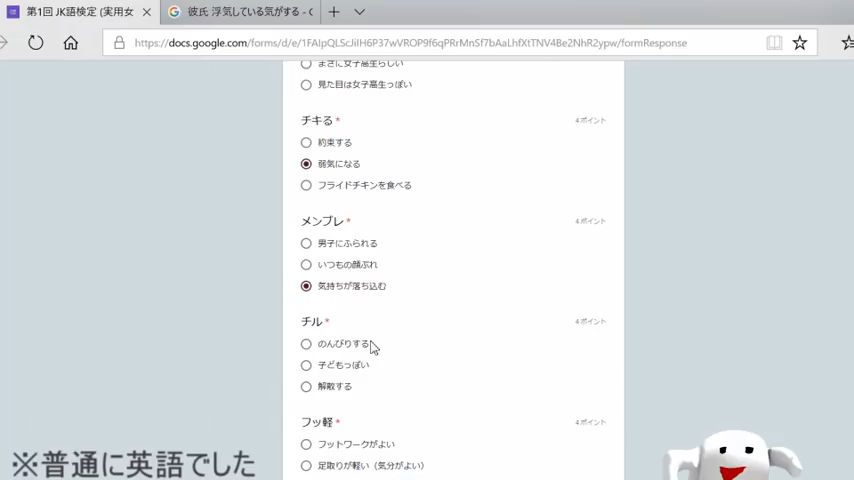 第1回 JK語検定 (実用女
彼氏 浮気している気がする - G
https://docs.google.com/forms/d/e/1FAIpQLScJiIH6P37wVROP9f6qPRrMnSf7bAaLhfXtTNV4Be2NhR2ypw/formResponse
まさに女子高生らしい
見た目は女子高生っぽい
チキる *
4 ポイント
約束する
弱気になる
フライドチキンを食べる
メンブレ *
4 ポイント
男子にふられる
いつもの顔ぶれ
気持ちが落ち込む
チル *
4 ポイント
のんびりする
子どもっぽい
解散する
フッ軽 *
4 ポイント
フットワークがよい
足取りが軽い（気分がよい）
※普通に英語でした